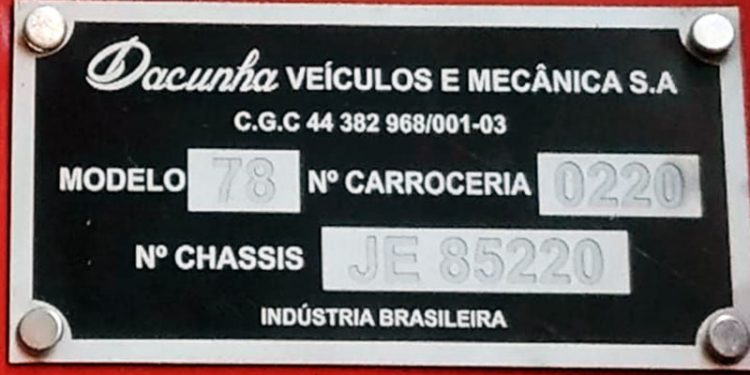 Dacunha VEÍCULOS E MECÂNICA S.A
C.G.C 44 382 968/001-03
MODELO 78 Nº CARROCERIA 0220
Nº CHASSIS JE 85220
INDÚSTRIA BRASILEIRA